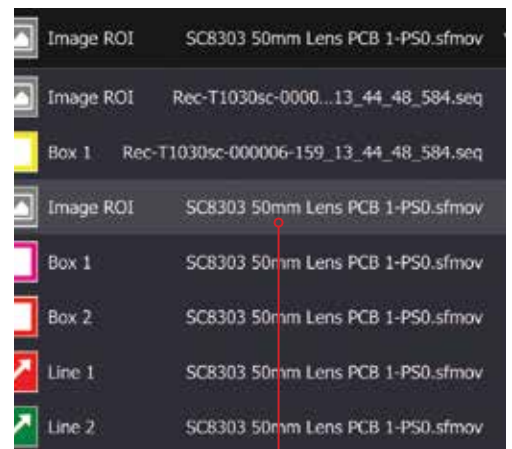 Image ROI SC8303 50mm Lens PCB 1-PS0.sfmov
Image ROI Rec-T1030sc-0000...13_44_48_584.seq
Box 1 Rec-T1030sc-000006-159_13_44_48_584.seq
Image ROI SC8303 50mm Lens PCB 1-PS0.sfmov
Box 1 SC8303 50mm Lens PCB 1-PS0.sfmov
Box 2 SC8303 50mm Lens PCB 1-PS0.sfmov
Line 1 SC8303 50mm Lens PCB 1-PS0.sfmov
Line 2 SC8303 50mm Lens PCB 1-PS0.sfmov